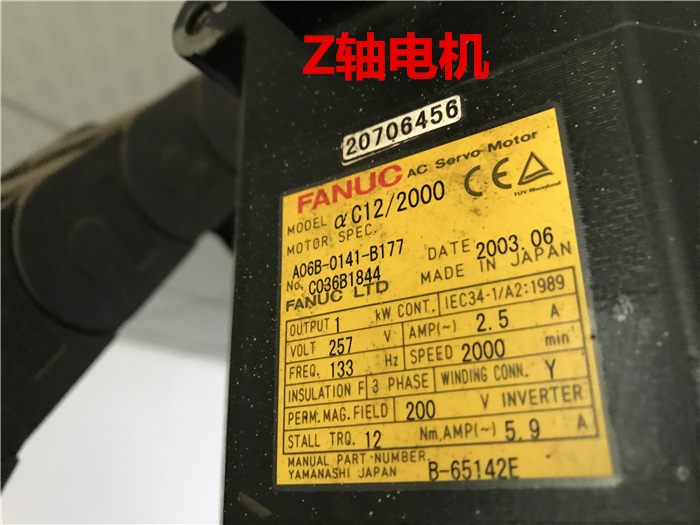 Z轴电机
20706456
FANUC AC Servo Motor
MODEL αC12/2000
CE TÜV Rheinland
MOTOR SPEC.
A06B-0141-B177 DATE 2003.06
No. C036B1844 MADE IN JAPAN
FANUC LTD
OUTPUT 1 kW CONT. IEC34-1/A2:1989
VOLT 257 V AMP(~) 2.5 A
FREQ. 133 Hz SPEED 2000 min
INSULATION F 3 PHASE WINDING CONN. Y
PERM.MAG.FIELD 200 V INVERTER
STALL TRQ. 12 Nm,AMP(~) 5.9 A
MANUAL PART-NUMBER. B-65142E
YAMANASHI JAPAN